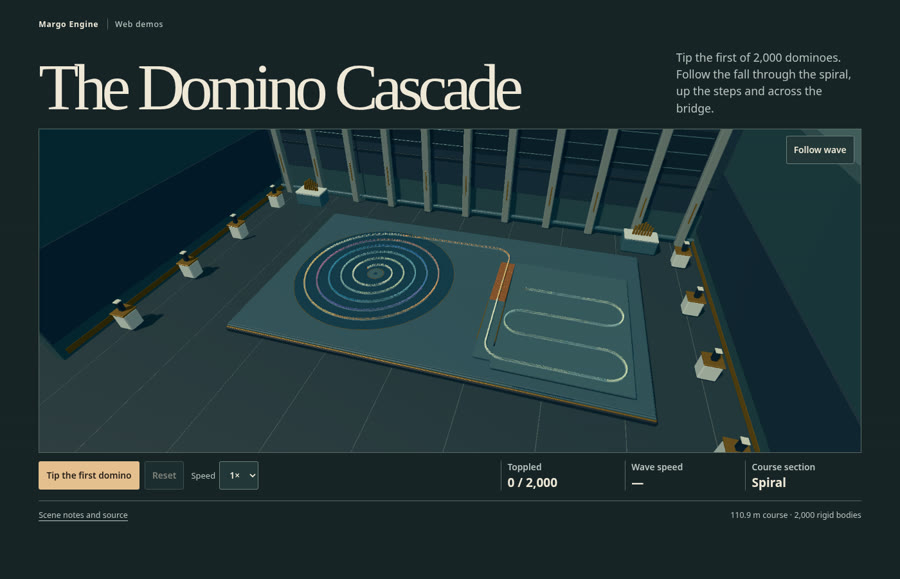 Margo Engine
Web demos
The Domino Cascade
Tip the first of 2,000 dominoes.
Follow the fall through the spiral,
up the steps and across the
bridge.
Follow wave
Tip the first domino
Reset
Speed
1×
Toppled
0 / 2,000
Wave speed
—
Course section
Spiral
Scene notes and source
110.9 m course · 2,000 rigid bodies